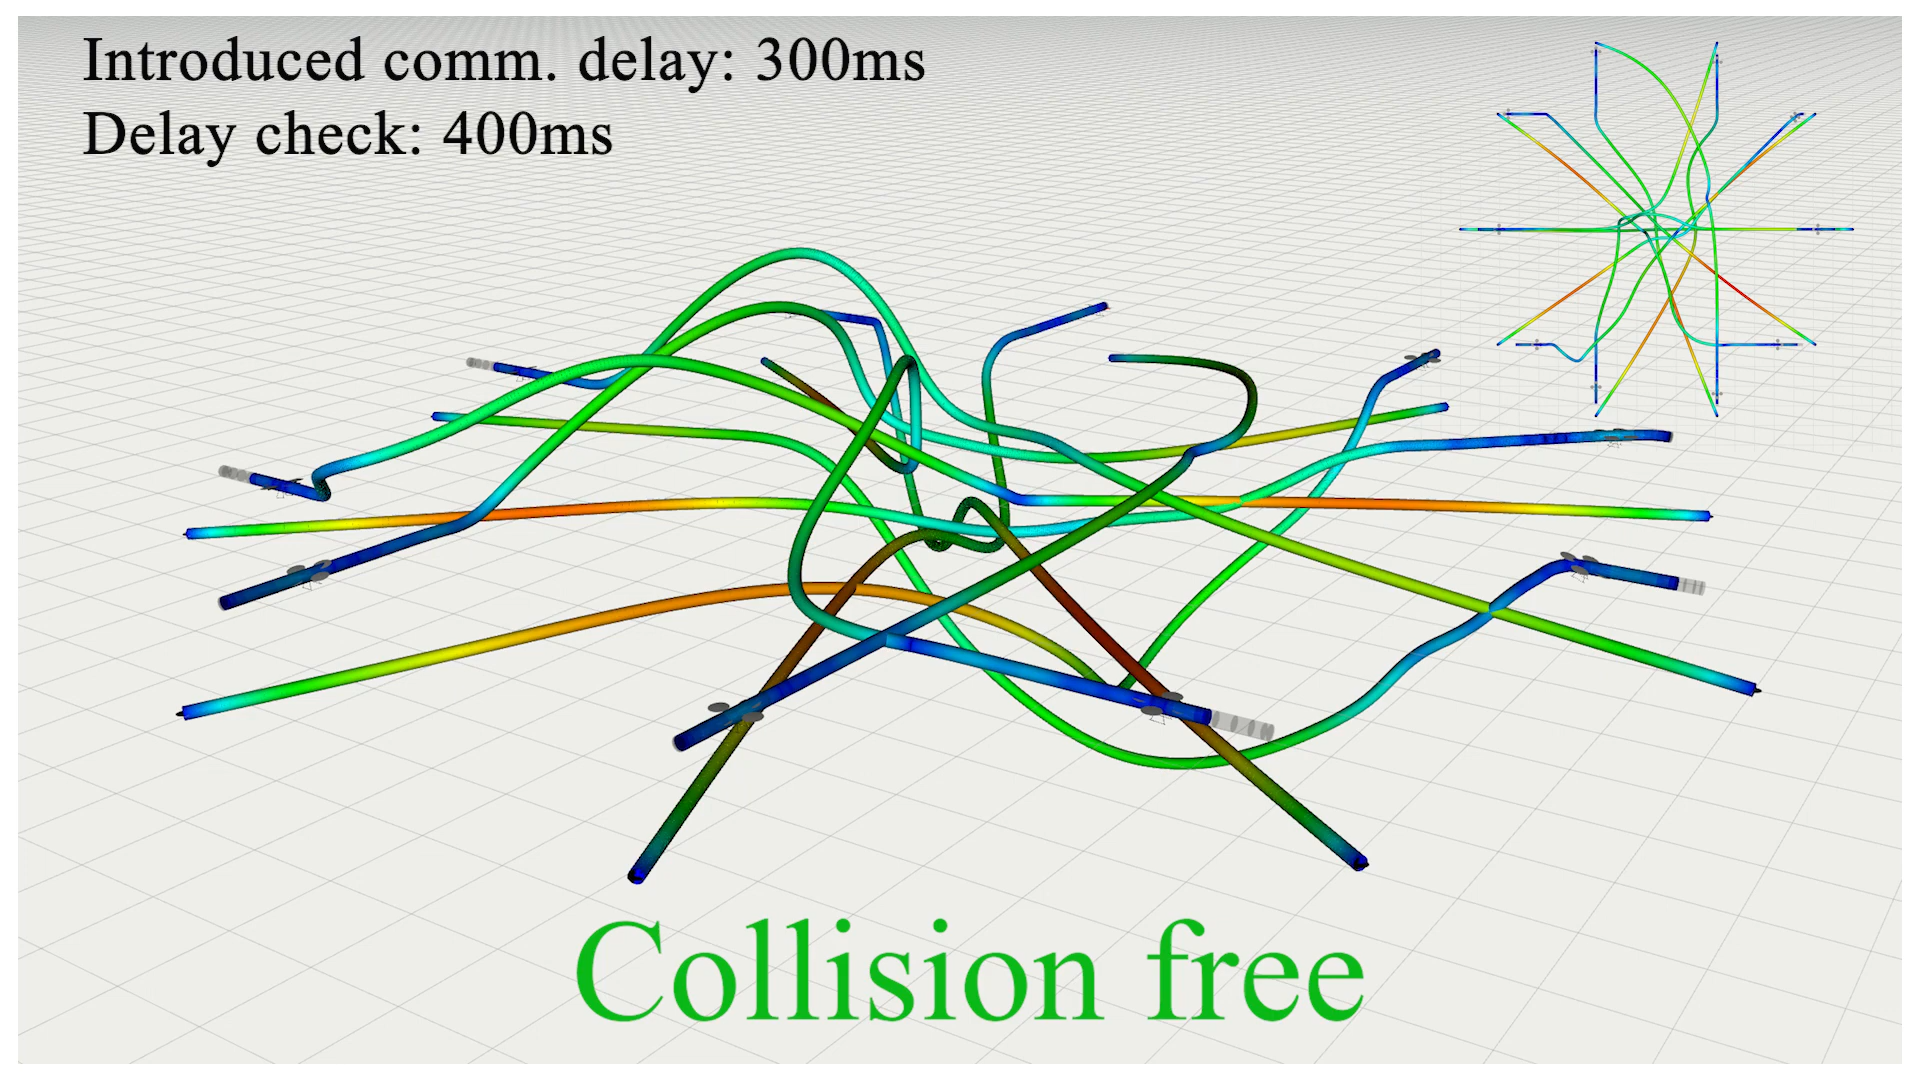 Introduced comm. delay: 300ms
Delay check: 400ms
Collision free